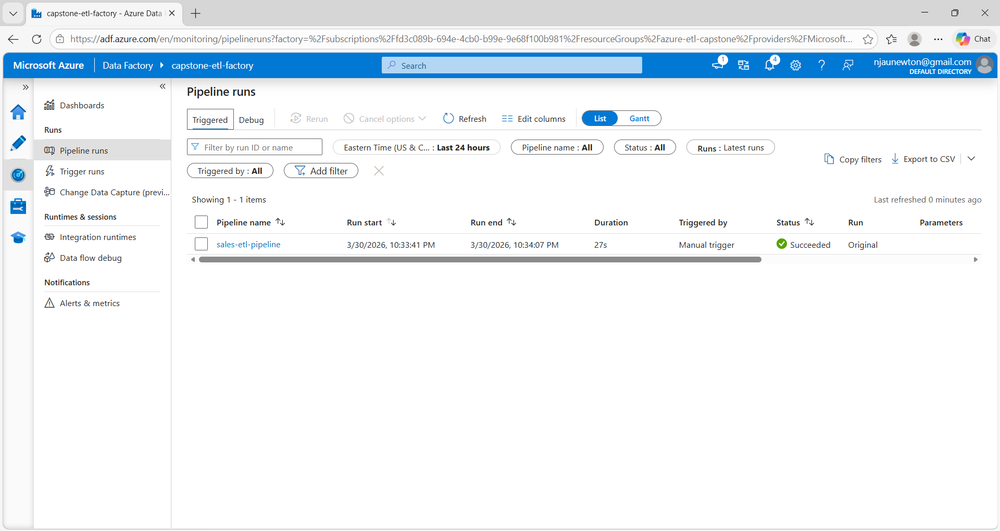 capstone-etl-factory - Azure Data
https://adf.azure.com/en/monitoring/pipelineruns?factory=%2Fsubscriptions%2Ffd3c089b-694e-4cb0-b99e-9e68f100b981%2FresourceGroups%2Fazure-etl-capstone%2Fproviders%2FMicrosoft...
Chat
Microsoft Azure
Data Factory
capstone-etl-factory
Search
1
4
njaunewton@gmail.com
DEFAULT DIRECTORY
Dashboards
Runs
Pipeline runs
Trigger runs
Change Data Capture (previ...
Runtimes & sessions
Integration runtimes
Data flow debug
Notifications
Alerts & metrics
Pipeline runs
Triggered
Debug
Rerun
Cancel options
Refresh
Edit columns
List
Gantt
Filter by run ID or name
Eastern Time (US & C... : Last 24 hours
Pipeline name : All
Status : All
Runs : Latest runs
Triggered by : All
Add filter
Copy filters
Export to CSV
Showing 1 - 1 items
Last refreshed 0 minutes ago
Pipeline name Run start Run end Duration Triggered by Status Run Parameters
sales-etl-pipeline 3/30/2026, 10:33:41 PM 3/30/2026, 10:34:07 PM 27s Manual trigger Succeeded Original